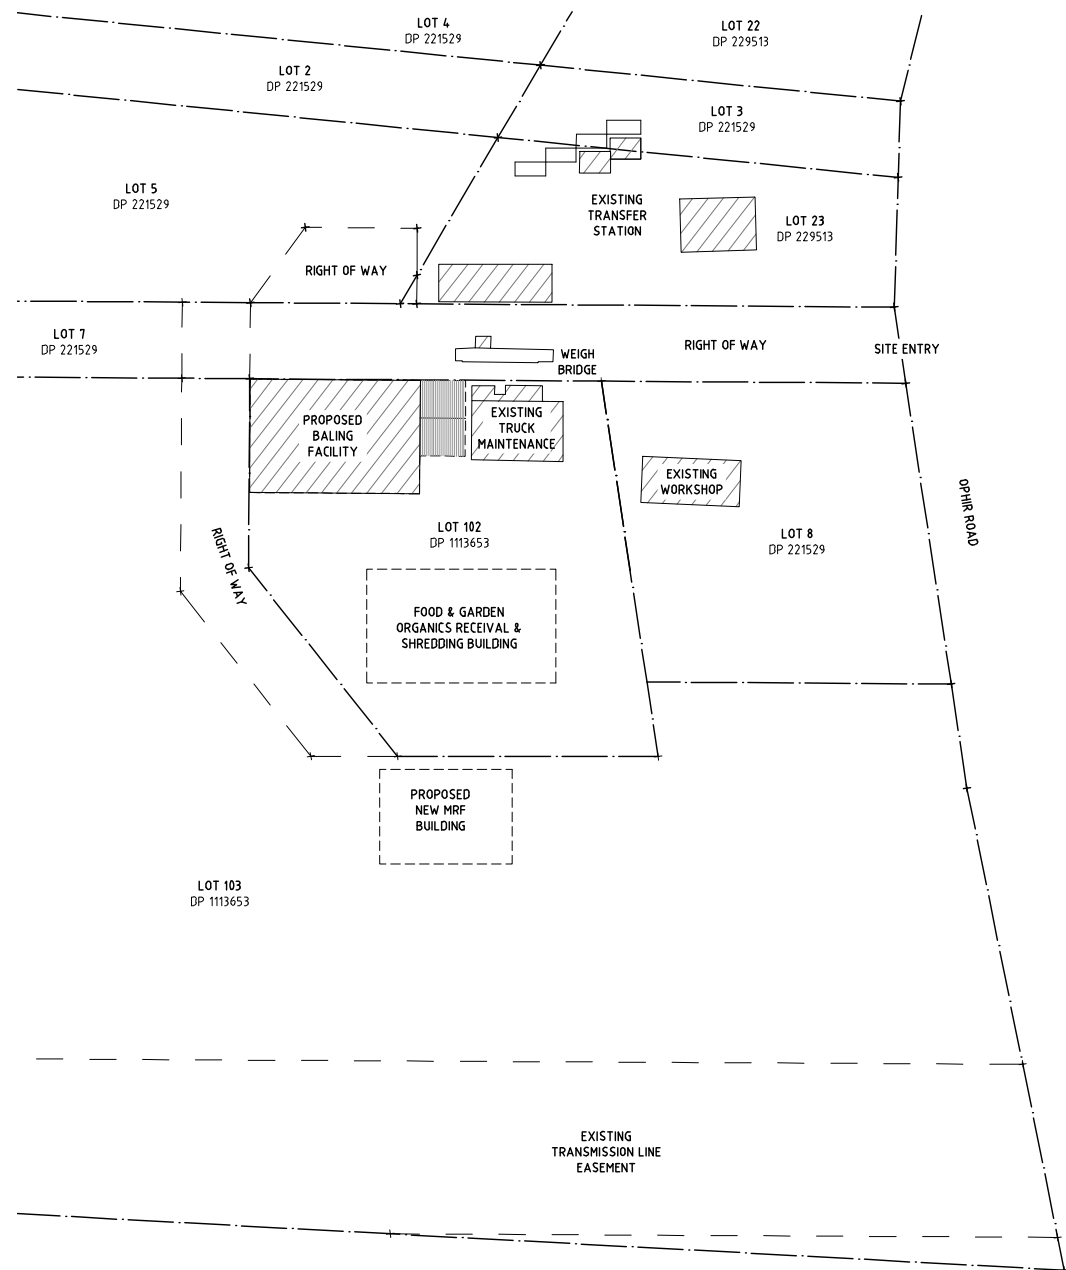 LOT 4
DP 221529
LOT 22
DP 229513
LOT 2
DP 221529
LOT 3
DP 221529
LOT 5
DP 221529
EXISTING
TRANSFER
STATION
LOT 23
DP 229513
RIGHT OF WAY
LOT 7
DP 221529
WEIGH
BRIDGE
RIGHT OF WAY
SITE ENTRY
PROPOSED
BALING
FACILITY
EXISTING
TRUCK
MAINTENANCE
EXISTING
WORKSHOP
OPHIR ROAD
LOT 102
DP 1113653
LOT 8
DP 221529
RIGHT OF WAY
FOOD & GARDEN
ORGANICS RECEIVAL &
SHREDDING BUILDING
PROPOSED
NEW MRF
BUILDING
LOT 103
DP 1113653
EXISTING
TRANSMISSION LINE
EASEMENT